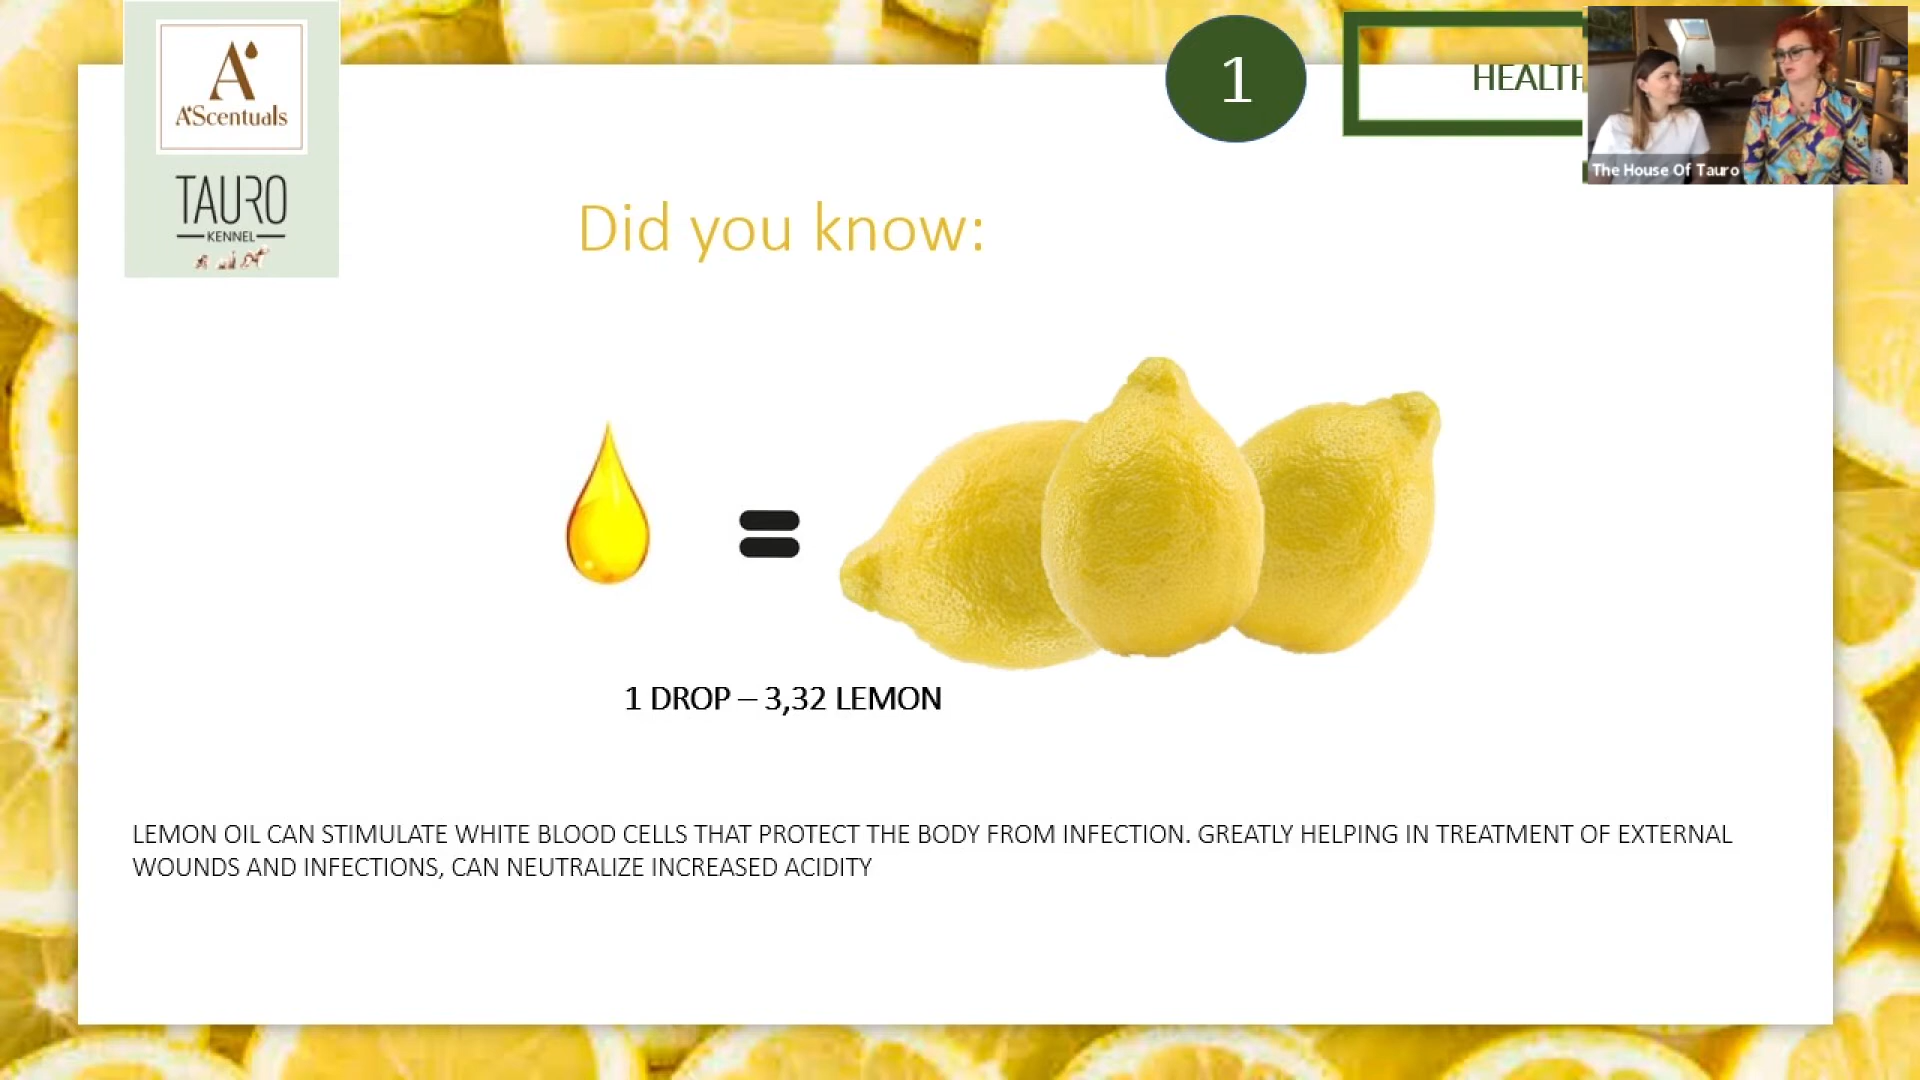 A'Scentuals
TAURO
KENNEL
1
HEALTH
The House Of Tauro
Did you know:
1 DROP – 3,32 LEMON
LEMON OIL CAN STIMULATE WHITE BLOOD CELLS THAT PROTECT THE BODY FROM INFECTION. GREATLY HELPING IN TREATMENT OF EXTERNAL
WOUNDS AND INFECTIONS, CAN NEUTRALIZE INCREASED ACIDITY